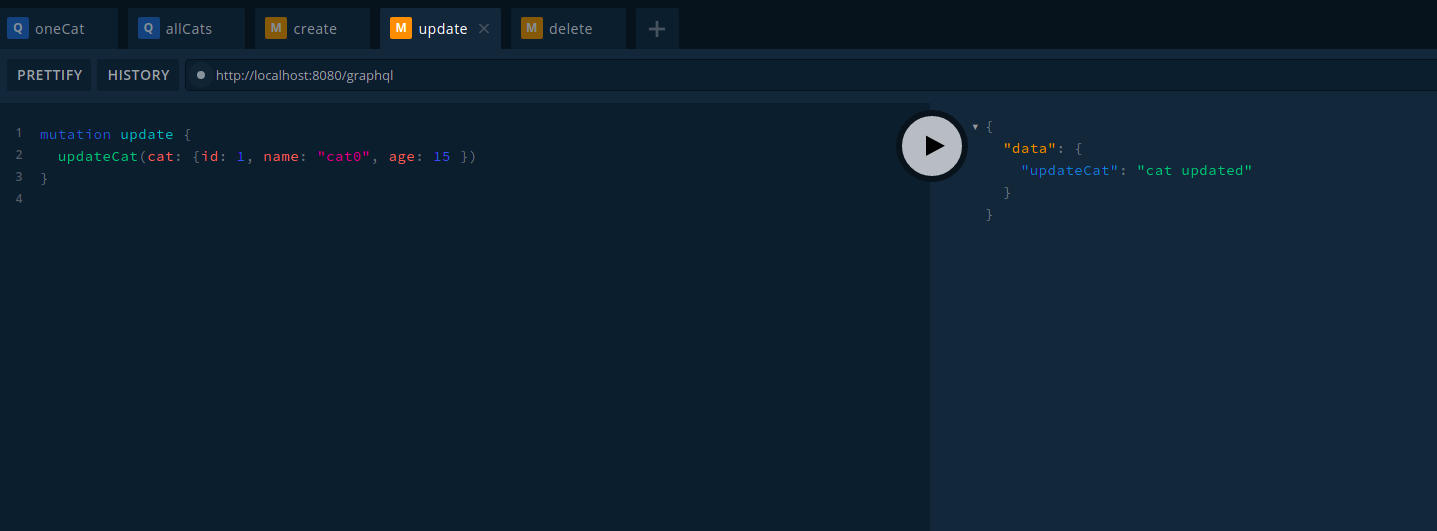 Q oneCat Q allCats M create M update × M delete +
PRETTIFY HISTORY http://localhost:8080/graphql
1 mutation update {
2 updateCat(cat: {id: 1, name: "cat0", age: 15 })
3 }
4
{
"data": {
"updateCat": "cat updated"
}
}